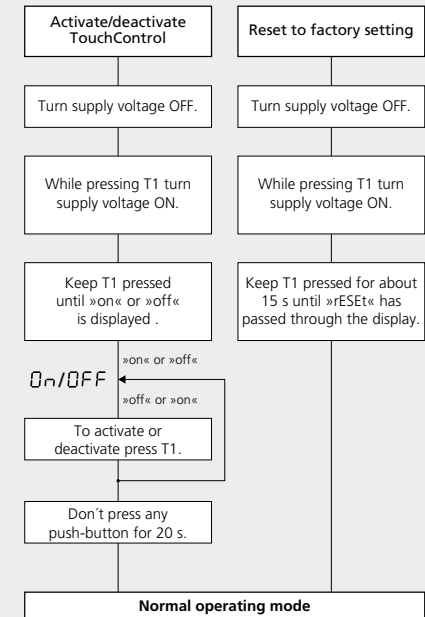 Activate/deactivate
TouchControl
Turn supply voltage OFF.
While pressing T1 turn
supply voltage ON.
Keep T1 pressed
until »on« or »off«
is displayed .
»on« or »off«
On/OFF
»off« or »on«
To activate or
deactivate press T1.
Don´t press any
push-button for 20 s.
Reset to factory setting
Turn supply voltage OFF.
While pressing T1 turn
supply voltage ON.
Keep T1 pressed for about
15 s until »rESEt« has
passed through the display.
Normal operating mode